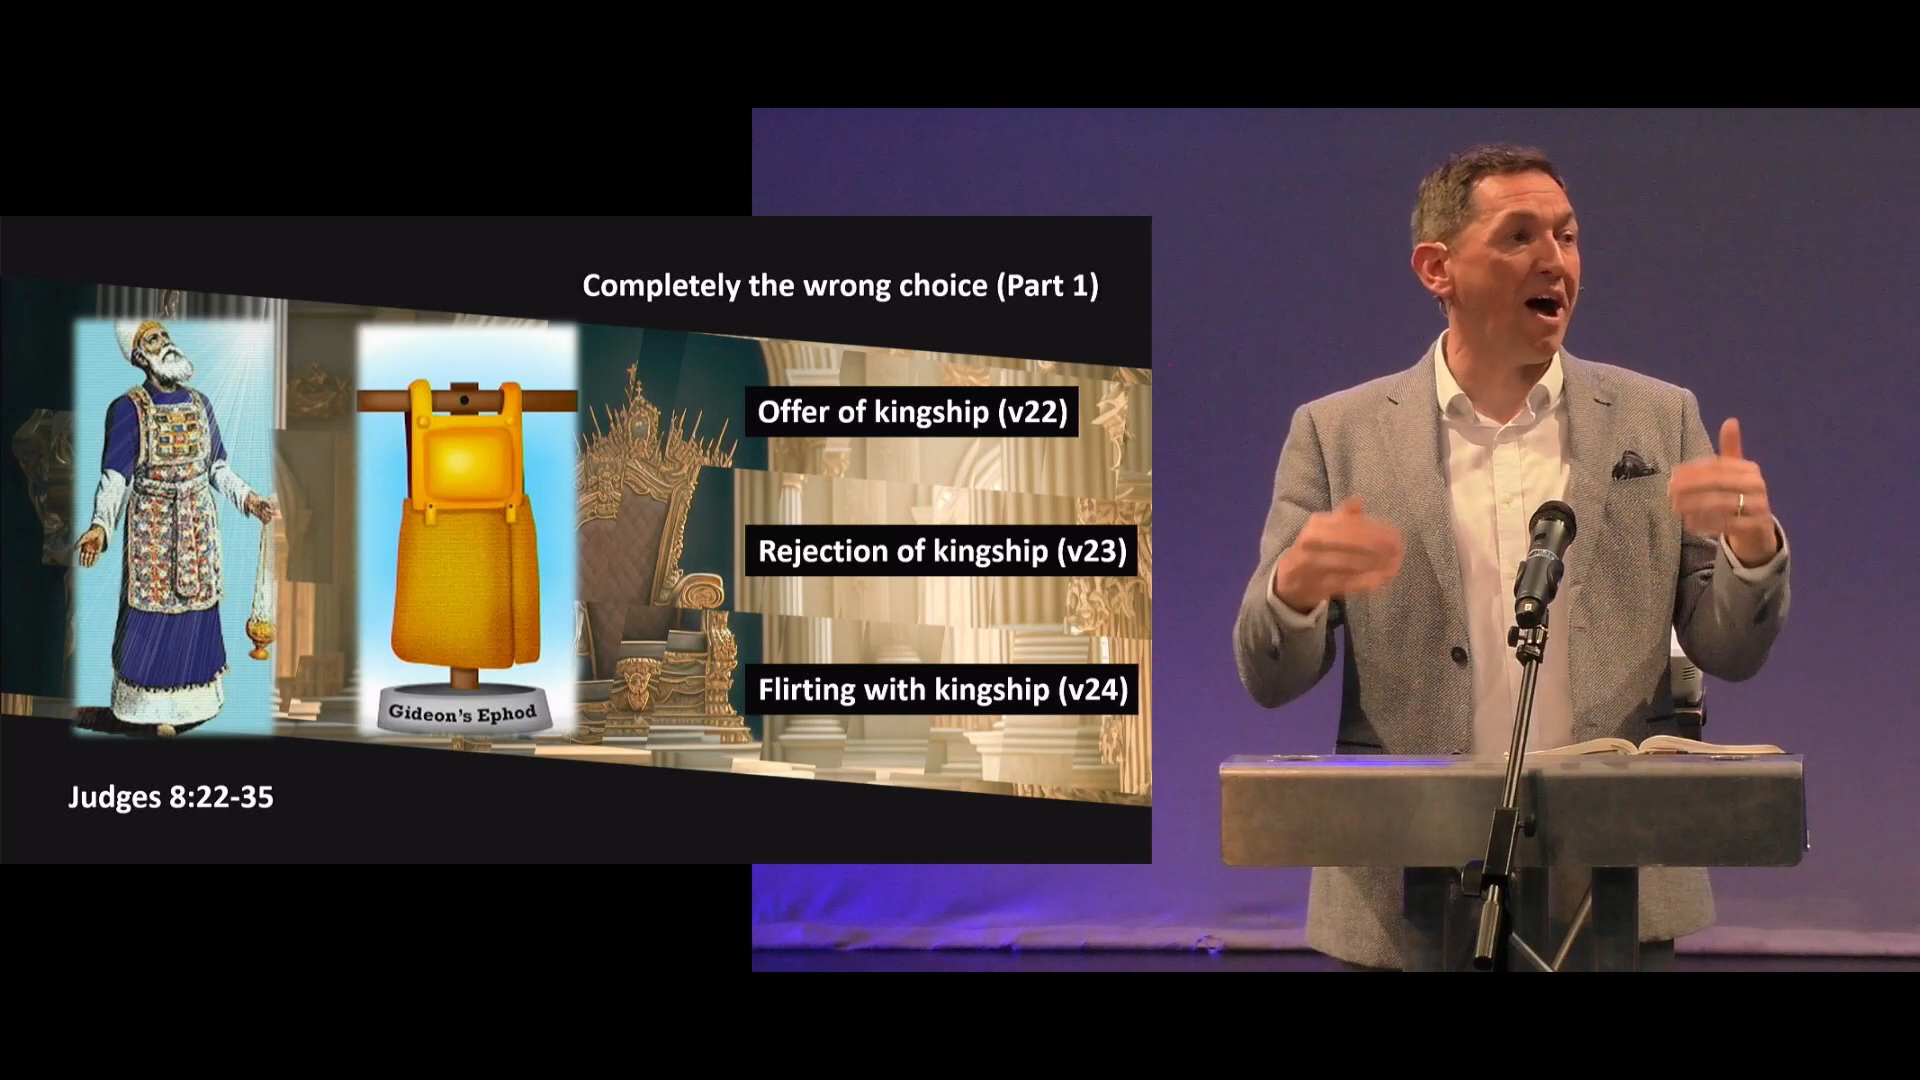 Completely the wrong choice (Part 1)
Offer of kingship (v22)
Rejection of kingship (v23)
Flirting with kingship (v24)
Gideon's Ephod
Judges 8:22-35